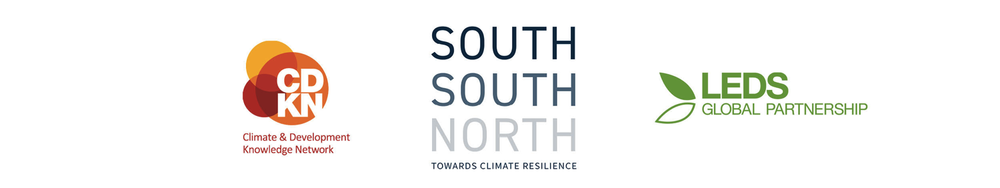 CD
KN
Climate & Development
Knowledge Network
SOUTH
SOUTH
NORTH
TOWARDS CLIMATE RESILIENCE
LEDS
GLOBAL PARTNERSHIP